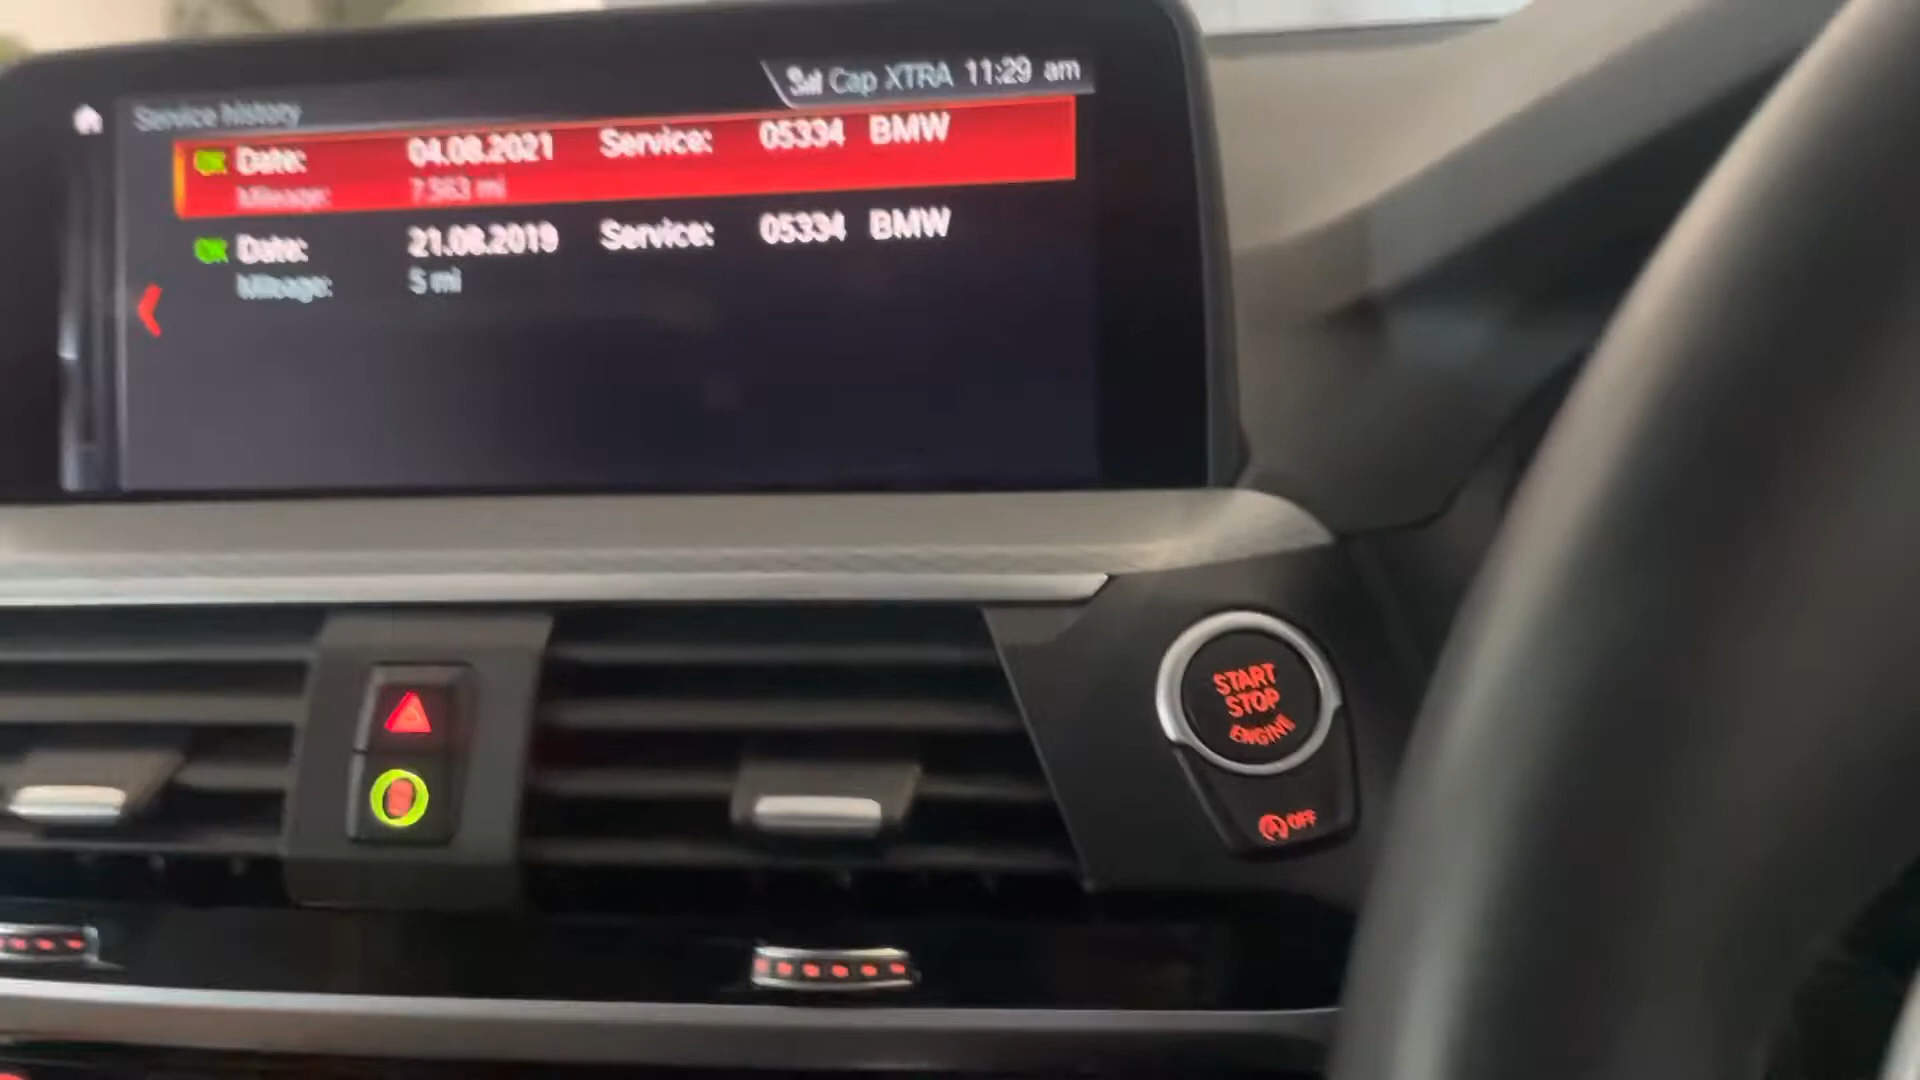 Cap XTRA 11:29 am
Service history
OK Date: 04.08.2021 Service: 05334 BMW
Mileage: 7.563 mi
OK Date: 21.08.2019 Service: 05334 BMW
Mileage: 5 mi
START
STOP
ENGINE
OFF